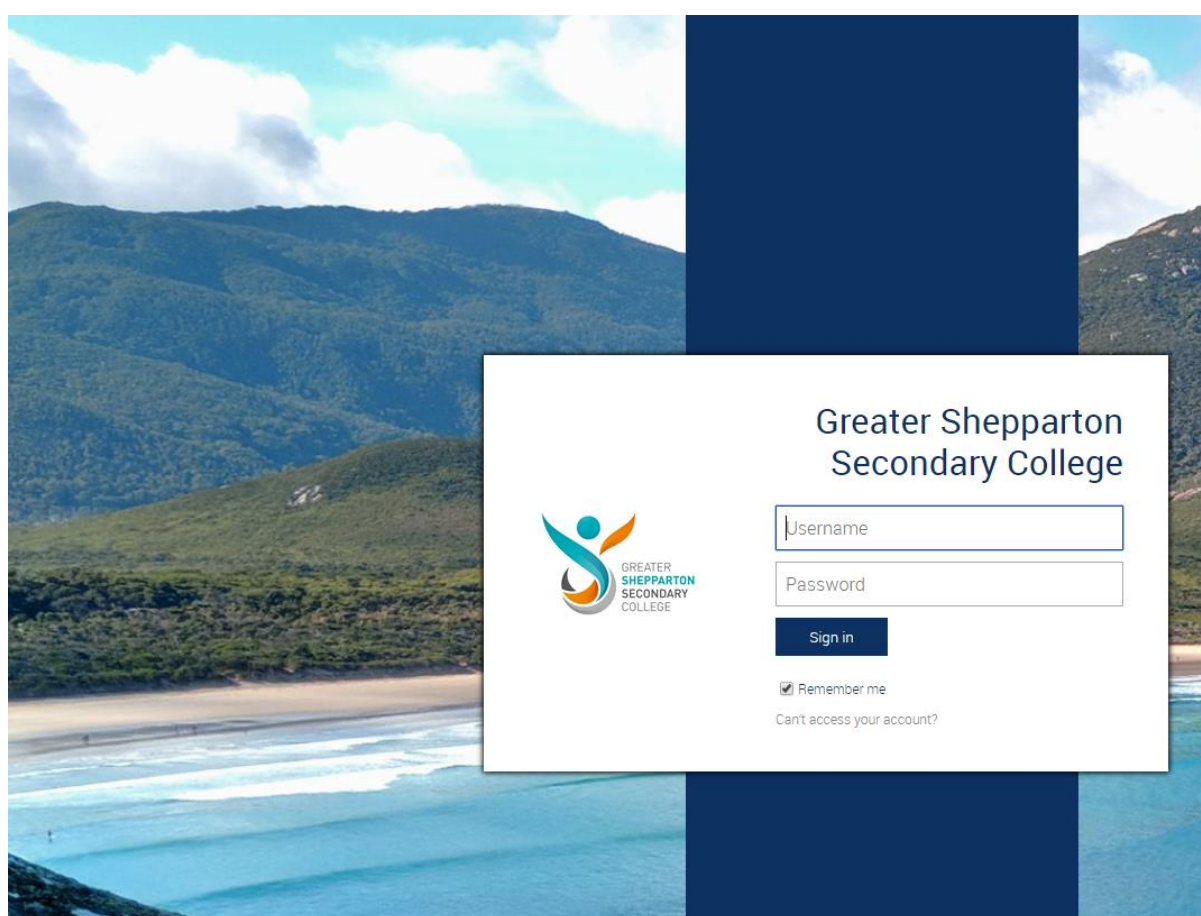 Greater Shepparton
Secondary College
GREATER
SHEPPARTON
SECONDARY
COLLEGE
Username
Password
Sign in
Remember me
Can't access your account?